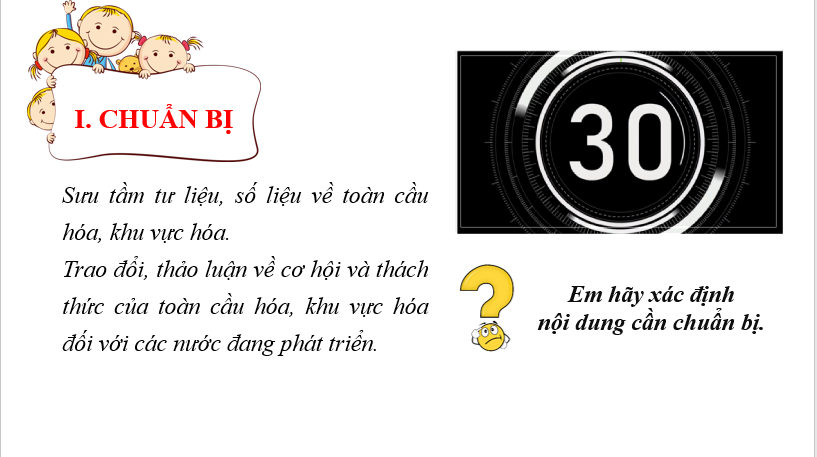 I. CHUẨN BỊ
Sưu tầm tư liệu, số liệu về toàn cầu
hóa, khu vực hóa.
Trao đổi, thảo luận về cơ hội và thách
thức của toàn cầu hóa, khu vực hóa
đối với các nước đang phát triển.
30
Em hãy xác định
nội dung cần chuẩn bị.